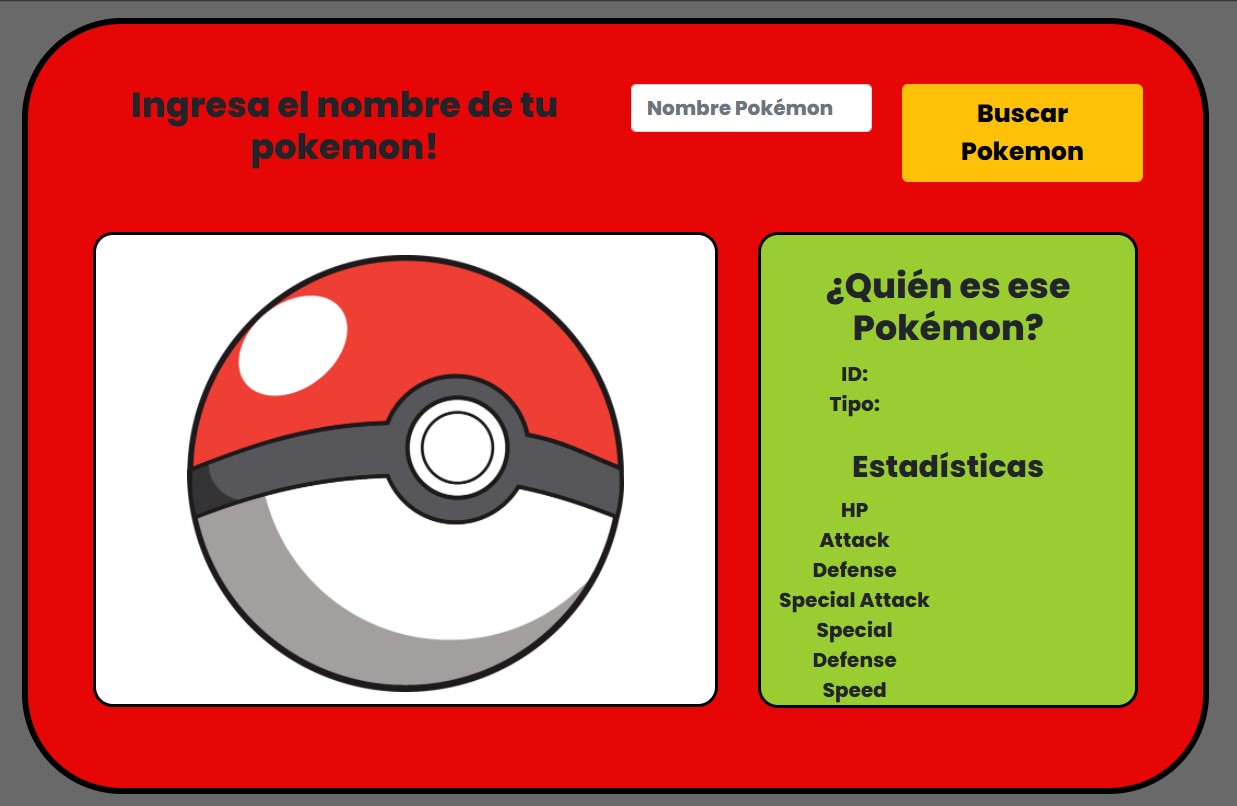 Ingresa el nombre de tu
pokemon!
Nombre Pokémon
Buscar
Pokemon
¿Quién es ese
Pokémon?
ID:
Tipo:
Estadísticas
HP
Attack
Defense
Special Attack
Special
Defense
Speed